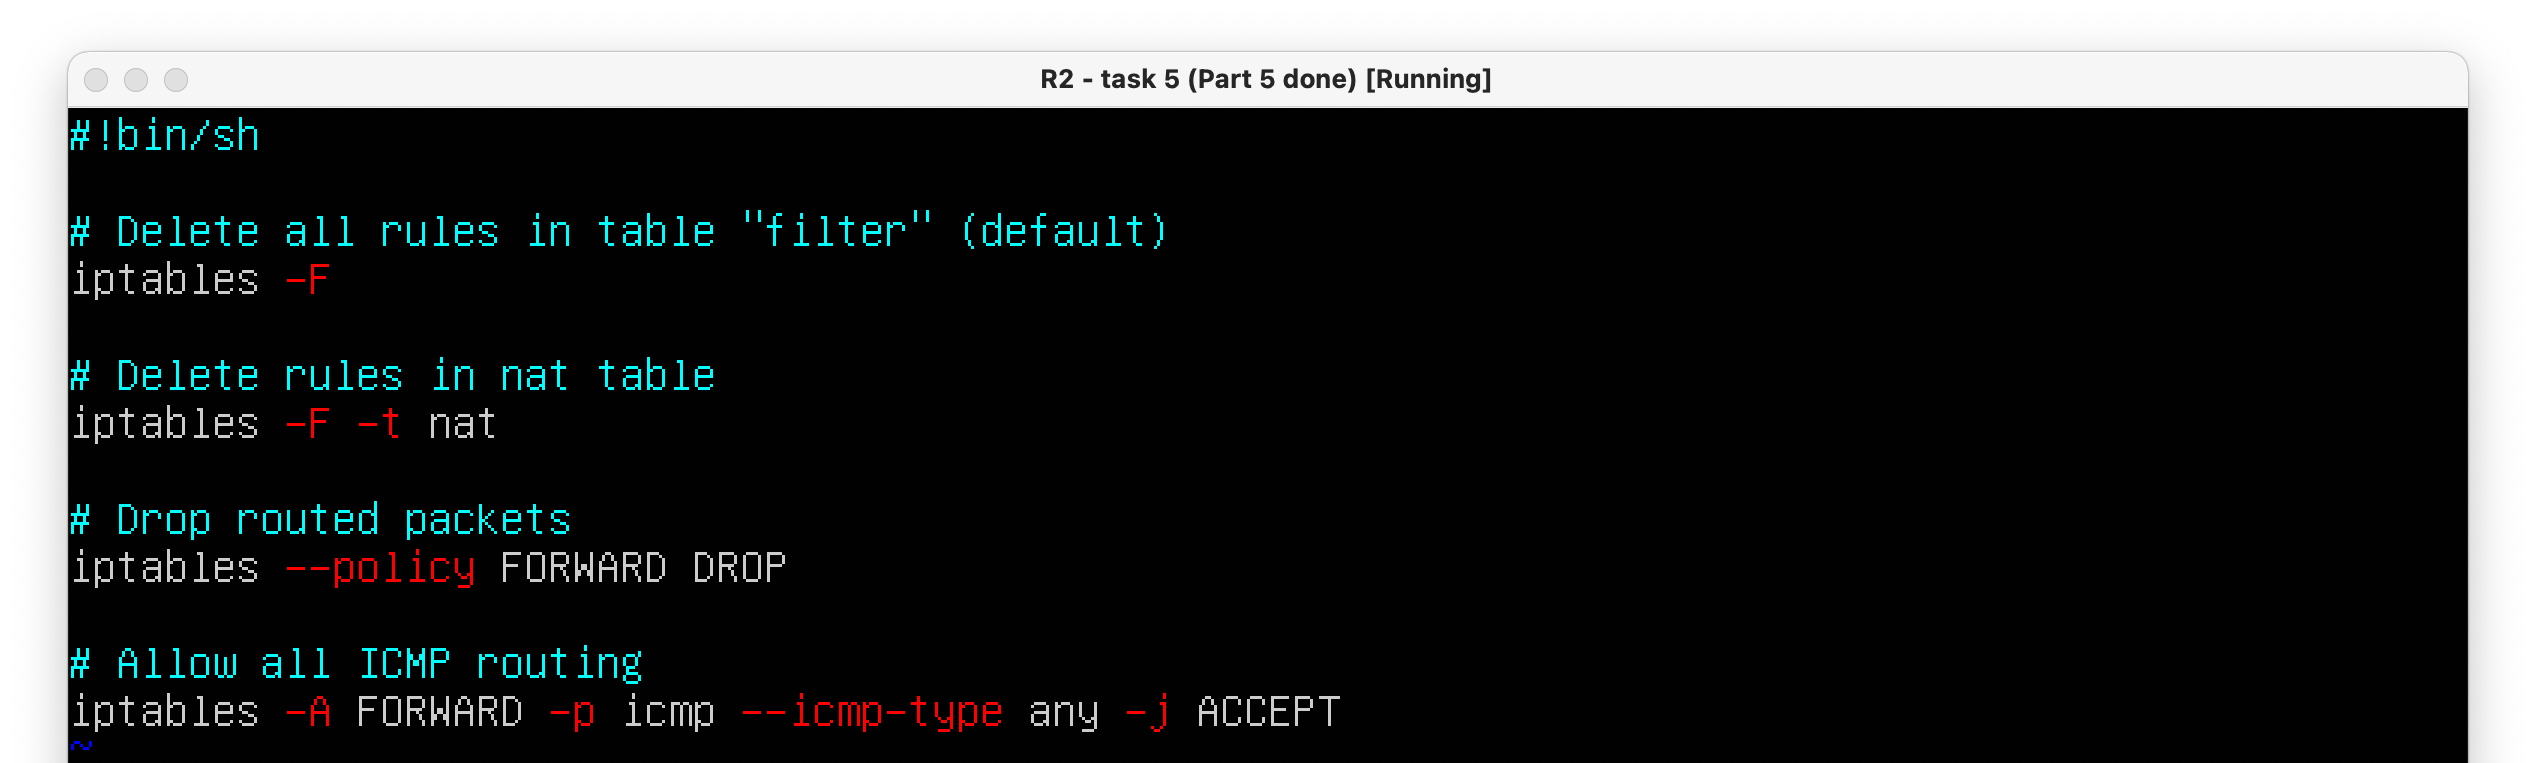 R2 - task 5 (Part 5 done) [Running]
#!bin/sh
# Delete all rules in table "filter" (default)
iptables -F
# Delete rules in nat table
iptables -F -t nat
# Drop routed packets
iptables --policy FORWARD DROP
# Allow all ICMP routing
iptables -A FORWARD -p icmp --icmp-type any -j ACCEPT
~